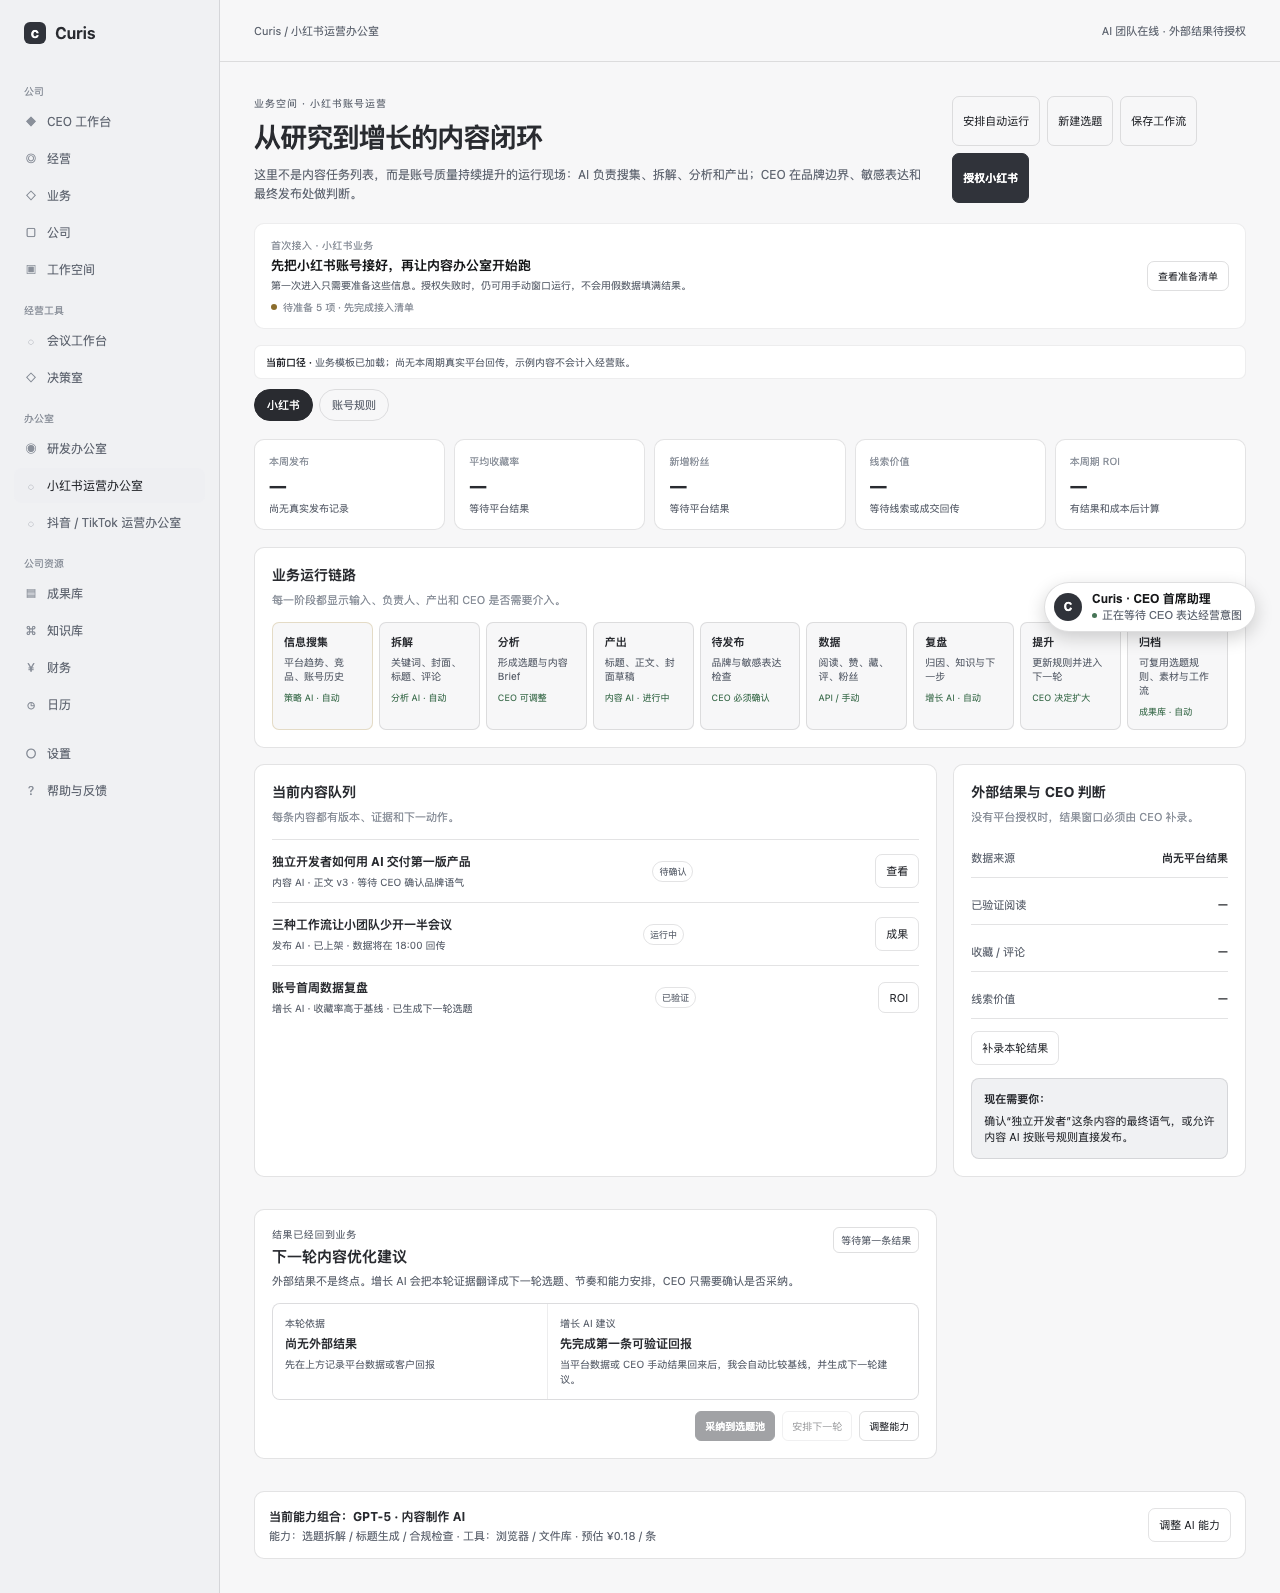 C Curis
公司
CEO 工作台
经营
业务
公司
工作空间
经营工具
会议工作台
决策室
办公室
研发办公室
小红书运营办公室
抖音 / TikTok 运营办公室
公司资源
成果库
知识库
¥ 财务
日历
设置
? 帮助与反馈
Curis / 小红书运营办公室
AI 团队在线 · 外部结果待授权
业务空间 · 小红书账号运营
从研究到增长的内容闭环
这里不是内容任务列表，而是账号质量持续提升的运行现场：AI 负责搜集、拆解、分析和产出；CEO 在品牌边界、敏感表达和
最终发布处做判断。
安排自动运行
新建选题
保存工作流
授权小红书
首次接入 · 小红书业务
先把小红书账号接好，再让内容办公室开始跑
第一次进入只需要准备这些信息。授权失败时，仍可用手动窗口运行，不会用假数据填满结果。
待准备 5 项 · 先完成接入清单
查看准备清单
当前口径 · 业务模板已加载；尚无本周期真实平台回传，示例内容不会计入经营账。
小红书
账号规则
本周发布
—
尚无真实发布记录
平均收藏率
—
等待平台结果
新增粉丝
—
等待平台结果
线索价值
—
等待线索或成交回传
本周期 ROI
—
有结果和成本后计算
业务运行链路
每一阶段都显示输入、负责人、产出和 CEO 是否需要介入。
C
Curis · CEO 首席助理
正在等待 CEO 表达经营意图
信息搜集
平台趋势、竞
品、账号历史
策略 AI · 自动
拆解
关键词、封面、
标题、评论
分析 AI · 自动
分析
形成选题与内容
Brief
CEO 可调整
产出
标题、正文、封
面草稿
内容 AI · 进行中
待发布
品牌与敏感表达
检查
CEO 必须确认
数据
阅读、赞、藏、
评、粉丝
API / 手动
复盘
归因、知识与下
一步
增长 AI · 自动
提升
更新规则并进入
下一轮
CEO 决定扩大
归档
可复用选题规
则、素材与工作
流
成果库 · 自动
当前内容队列
每条内容都有版本、证据和下一动作。
独立开发者如何用 AI 交付第一版产品
内容 AI · 正文 v3 · 等待 CEO 确认品牌语气
待确认
查看
三种工作流让小团队少开一半会议
发布 AI · 已上架 · 数据将在 18:00 回传
运行中
成果
账号首周数据复盘
增长 AI · 收藏率高于基线 · 已生成下一轮选题
已验证
ROI
外部结果与 CEO 判断
没有平台授权时，结果窗口必须由 CEO 补录。
数据来源 尚无平台结果
已验证阅读 —
收藏 / 评论 —
线索价值 —
补录本轮结果
现在需要你：
确认“独立开发者”这条内容的最终语气，或允许
内容 AI 按账号规则直接发布。
结果已经回到业务
下一轮内容优化建议
外部结果不是终点。增长 AI 会把本轮证据翻译成下一轮选题、节奏和能力安排，CEO 只需要确认是否采纳。
等待第一条结果
本轮依据
尚无外部结果
先在上方记录平台数据或客户回报
增长 AI 建议
先完成第一条可验证回报
当平台数据或 CEO 手动结果回来后，我会自动比较基线，并生成下一轮建
议。
采纳到选题池
安排下一轮
调整能力
当前能力组合：GPT-5 · 内容制作 AI
能力：选题拆解 / 标题生成 / 合规检查 · 工具：浏览器 / 文件库 · 预估 ¥0.18 / 条
调整 AI 能力